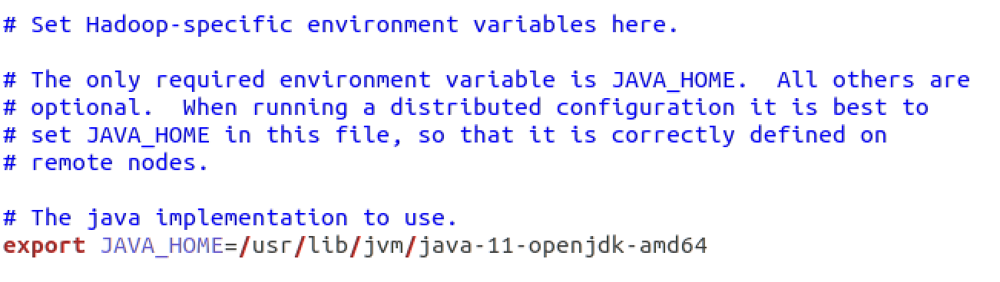 # Set Hadoop-specific environment variables here.
# The only required environment variable is JAVA_HOME.  All others are
# optional.  When running a distributed configuration it is best to
# set JAVA_HOME in this file, so that it is correctly defined on
# remote nodes.
# The java implementation to use.
export JAVA_HOME=/usr/lib/jvm/java-11-openjdk-amd64